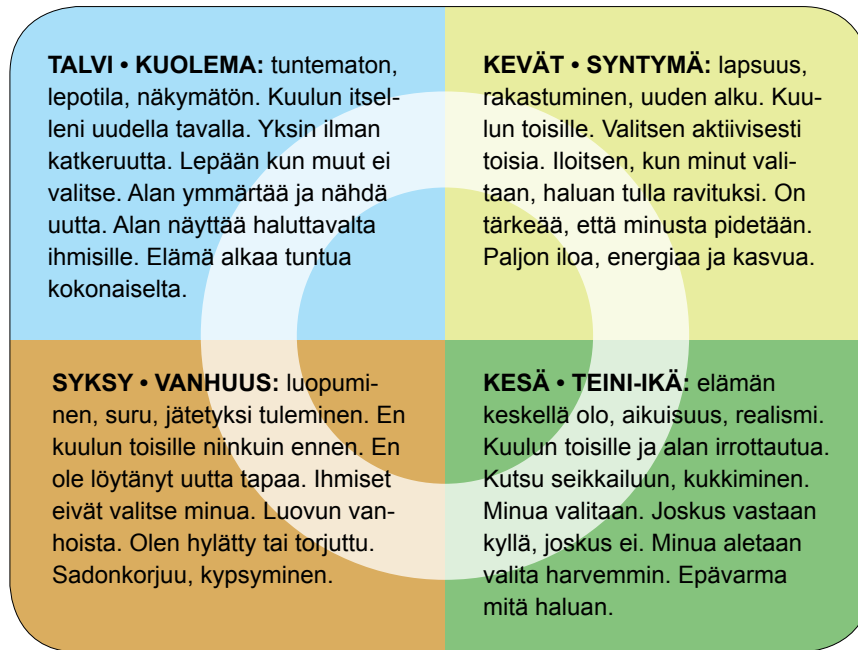 TALVI • KUOLEMA: tuntematon,
lepotila, näkymätön. Kuulun itsel-
leni uudella tavalla. Yksin ilman
katkeruutta. Lepään kun muut ei
valitse. Alan ymmärtää ja nähdä
uutta. Alan näyttää haluttavalta
ihmisille. Elämä alkaa tuntua
kokonaiselta.
KEVÄT • SYNTYMÄ: lapsuus,
rakastuminen, uuden alku. Kuu-
lun toisille. Valitsen aktiivisesti
toisia. Iloitsen, kun minut vali-
taan, haluan tulla ravituksi. On
tärkeää, että minusta pidetään.
Paljon iloa, energiaa ja kasvua.
SYKSY • VANHUUS: luopumi-
nen, suru, jätetyksi tuleminen. En
kuulun toisille niinkuin ennen. En
ole löytänyt uutta tapaa. Ihmiset
eivät valitse minua. Luovun van-
hoista. Olen hylätty tai torjuttu.
Sadonkorjuu, kypsyminen.
KESÄ • TEINI-IKÄ: elämän
keskellä olo, aikuisuus, realismi.
Kuulun toisille ja alan irrottautua.
Kutsu seikkailuun, kukkiminen.
Minua valitaan. Joskus vastaan
kyllä, joskus ei. Minua aletaan
valita harvemmin. Epävarma
mitä haluan.